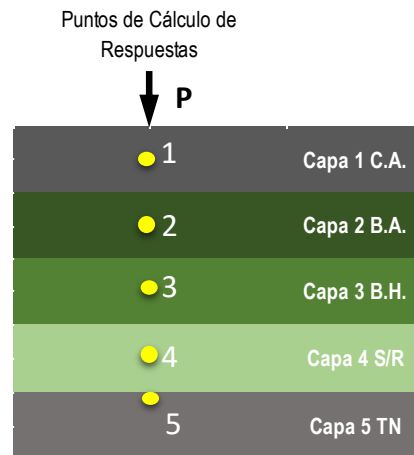 Puntos de Cálculo de
Respuestas
P
1 Capa 1 C.A.
2 Capa 2 B.A.
3 Capa 3 B.H.
4 Capa 4 S/R
5 Capa 5 TN